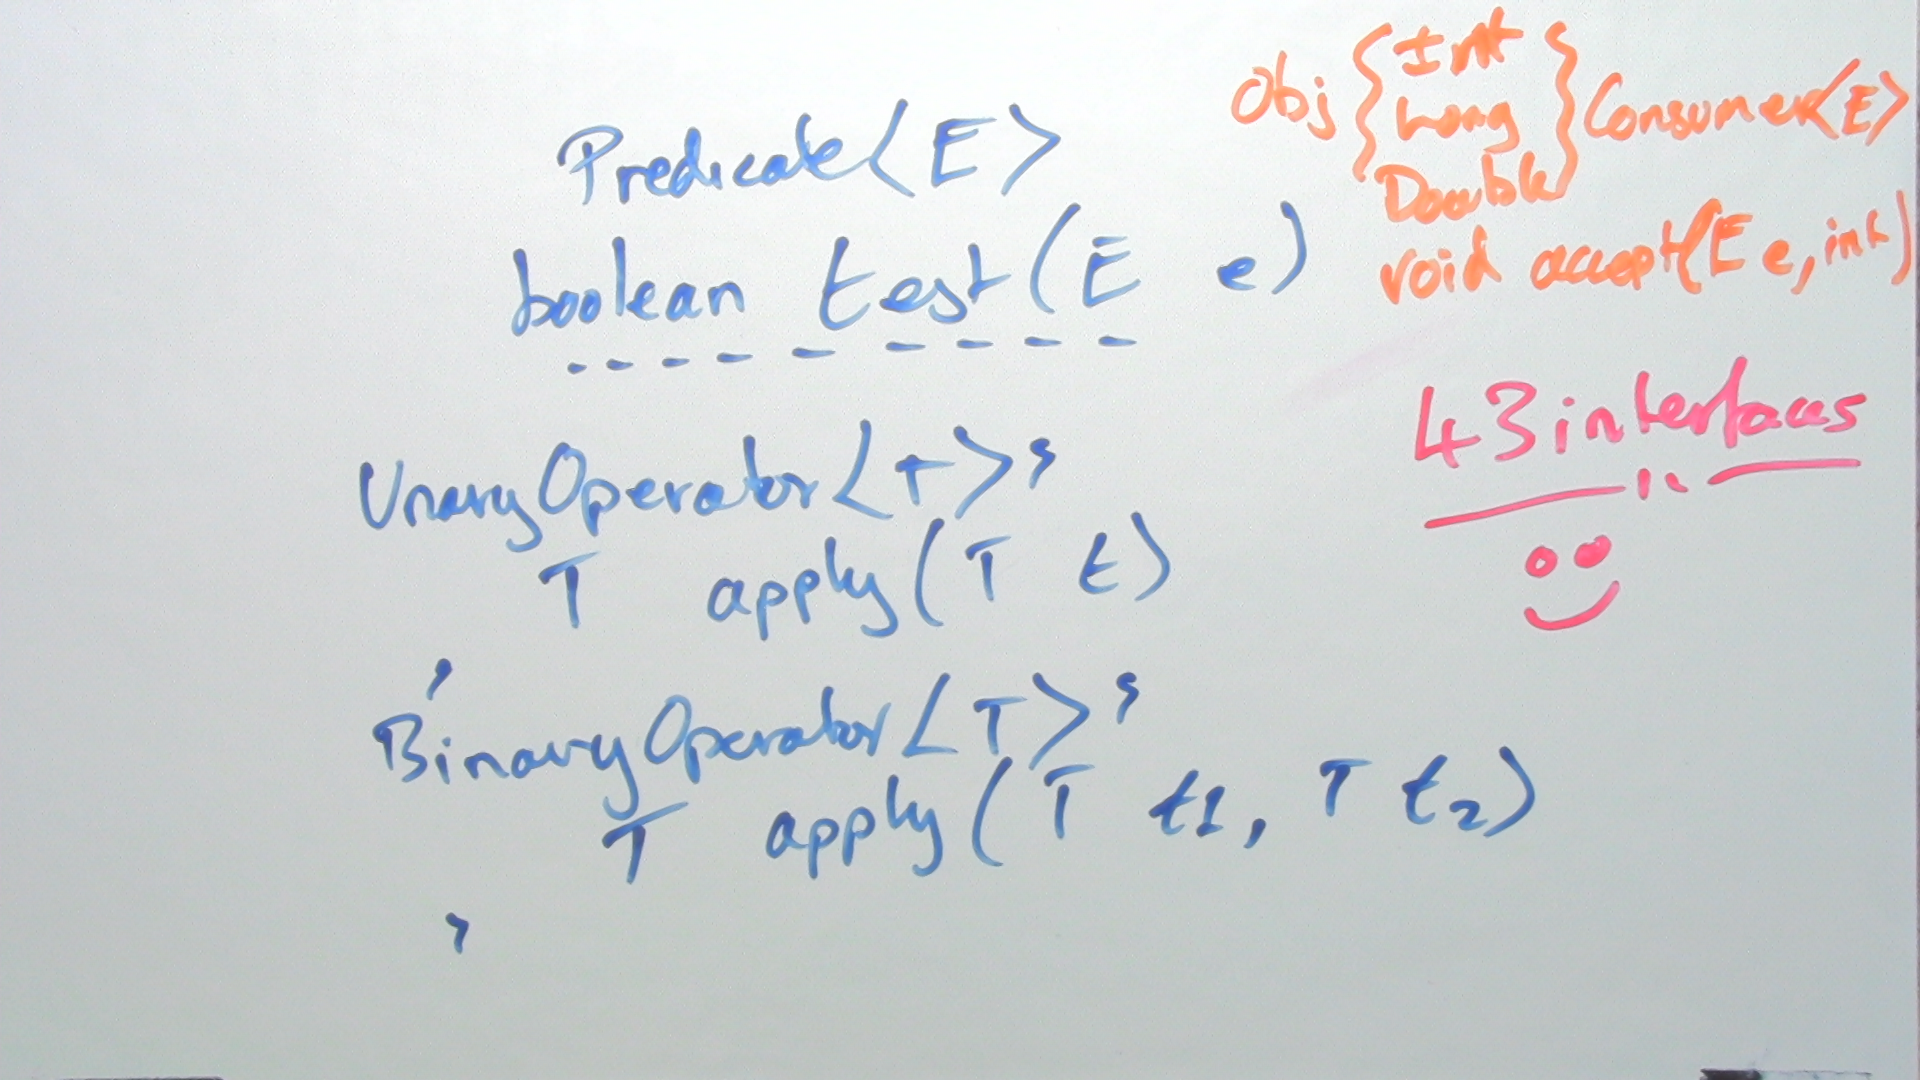 Predicate<E>
boolean test(E e)
UnaryOperator<T>
T apply(T t)
BinaryOperator<T>
T apply(T t1, T t2)
Obj { Int
Long
Double } Consumer<E>
void accept(E e, int)
43 interfaces